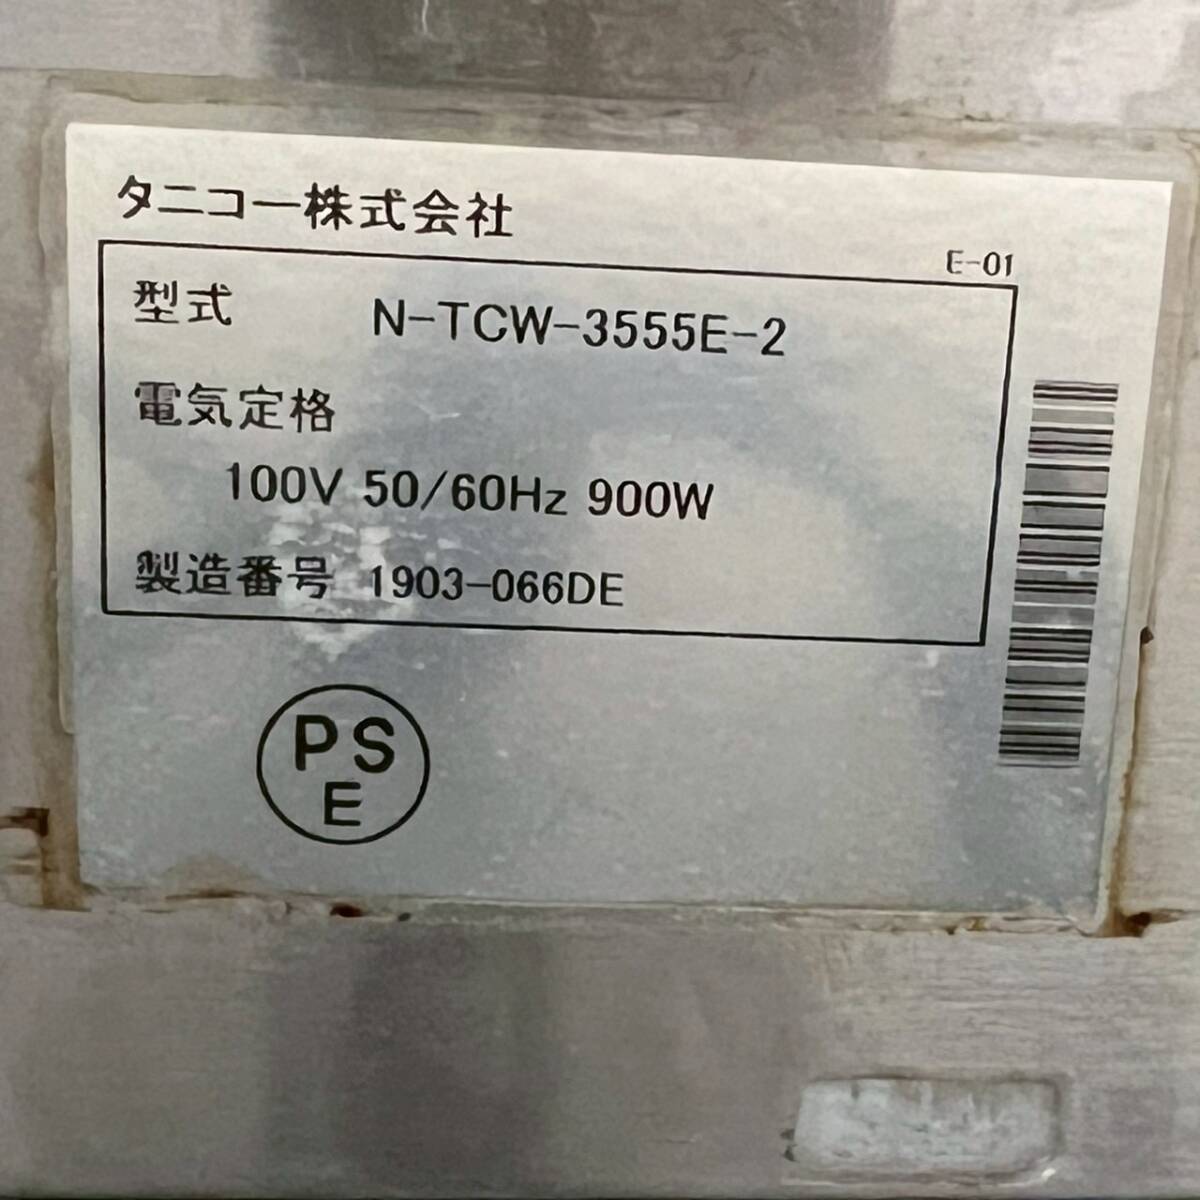 タニコー株式会社
E-01
型式 N-TCW-3555E-2
電気定格
100V 50/60Hz 900W
製造番号 1903-066DE
PS
E